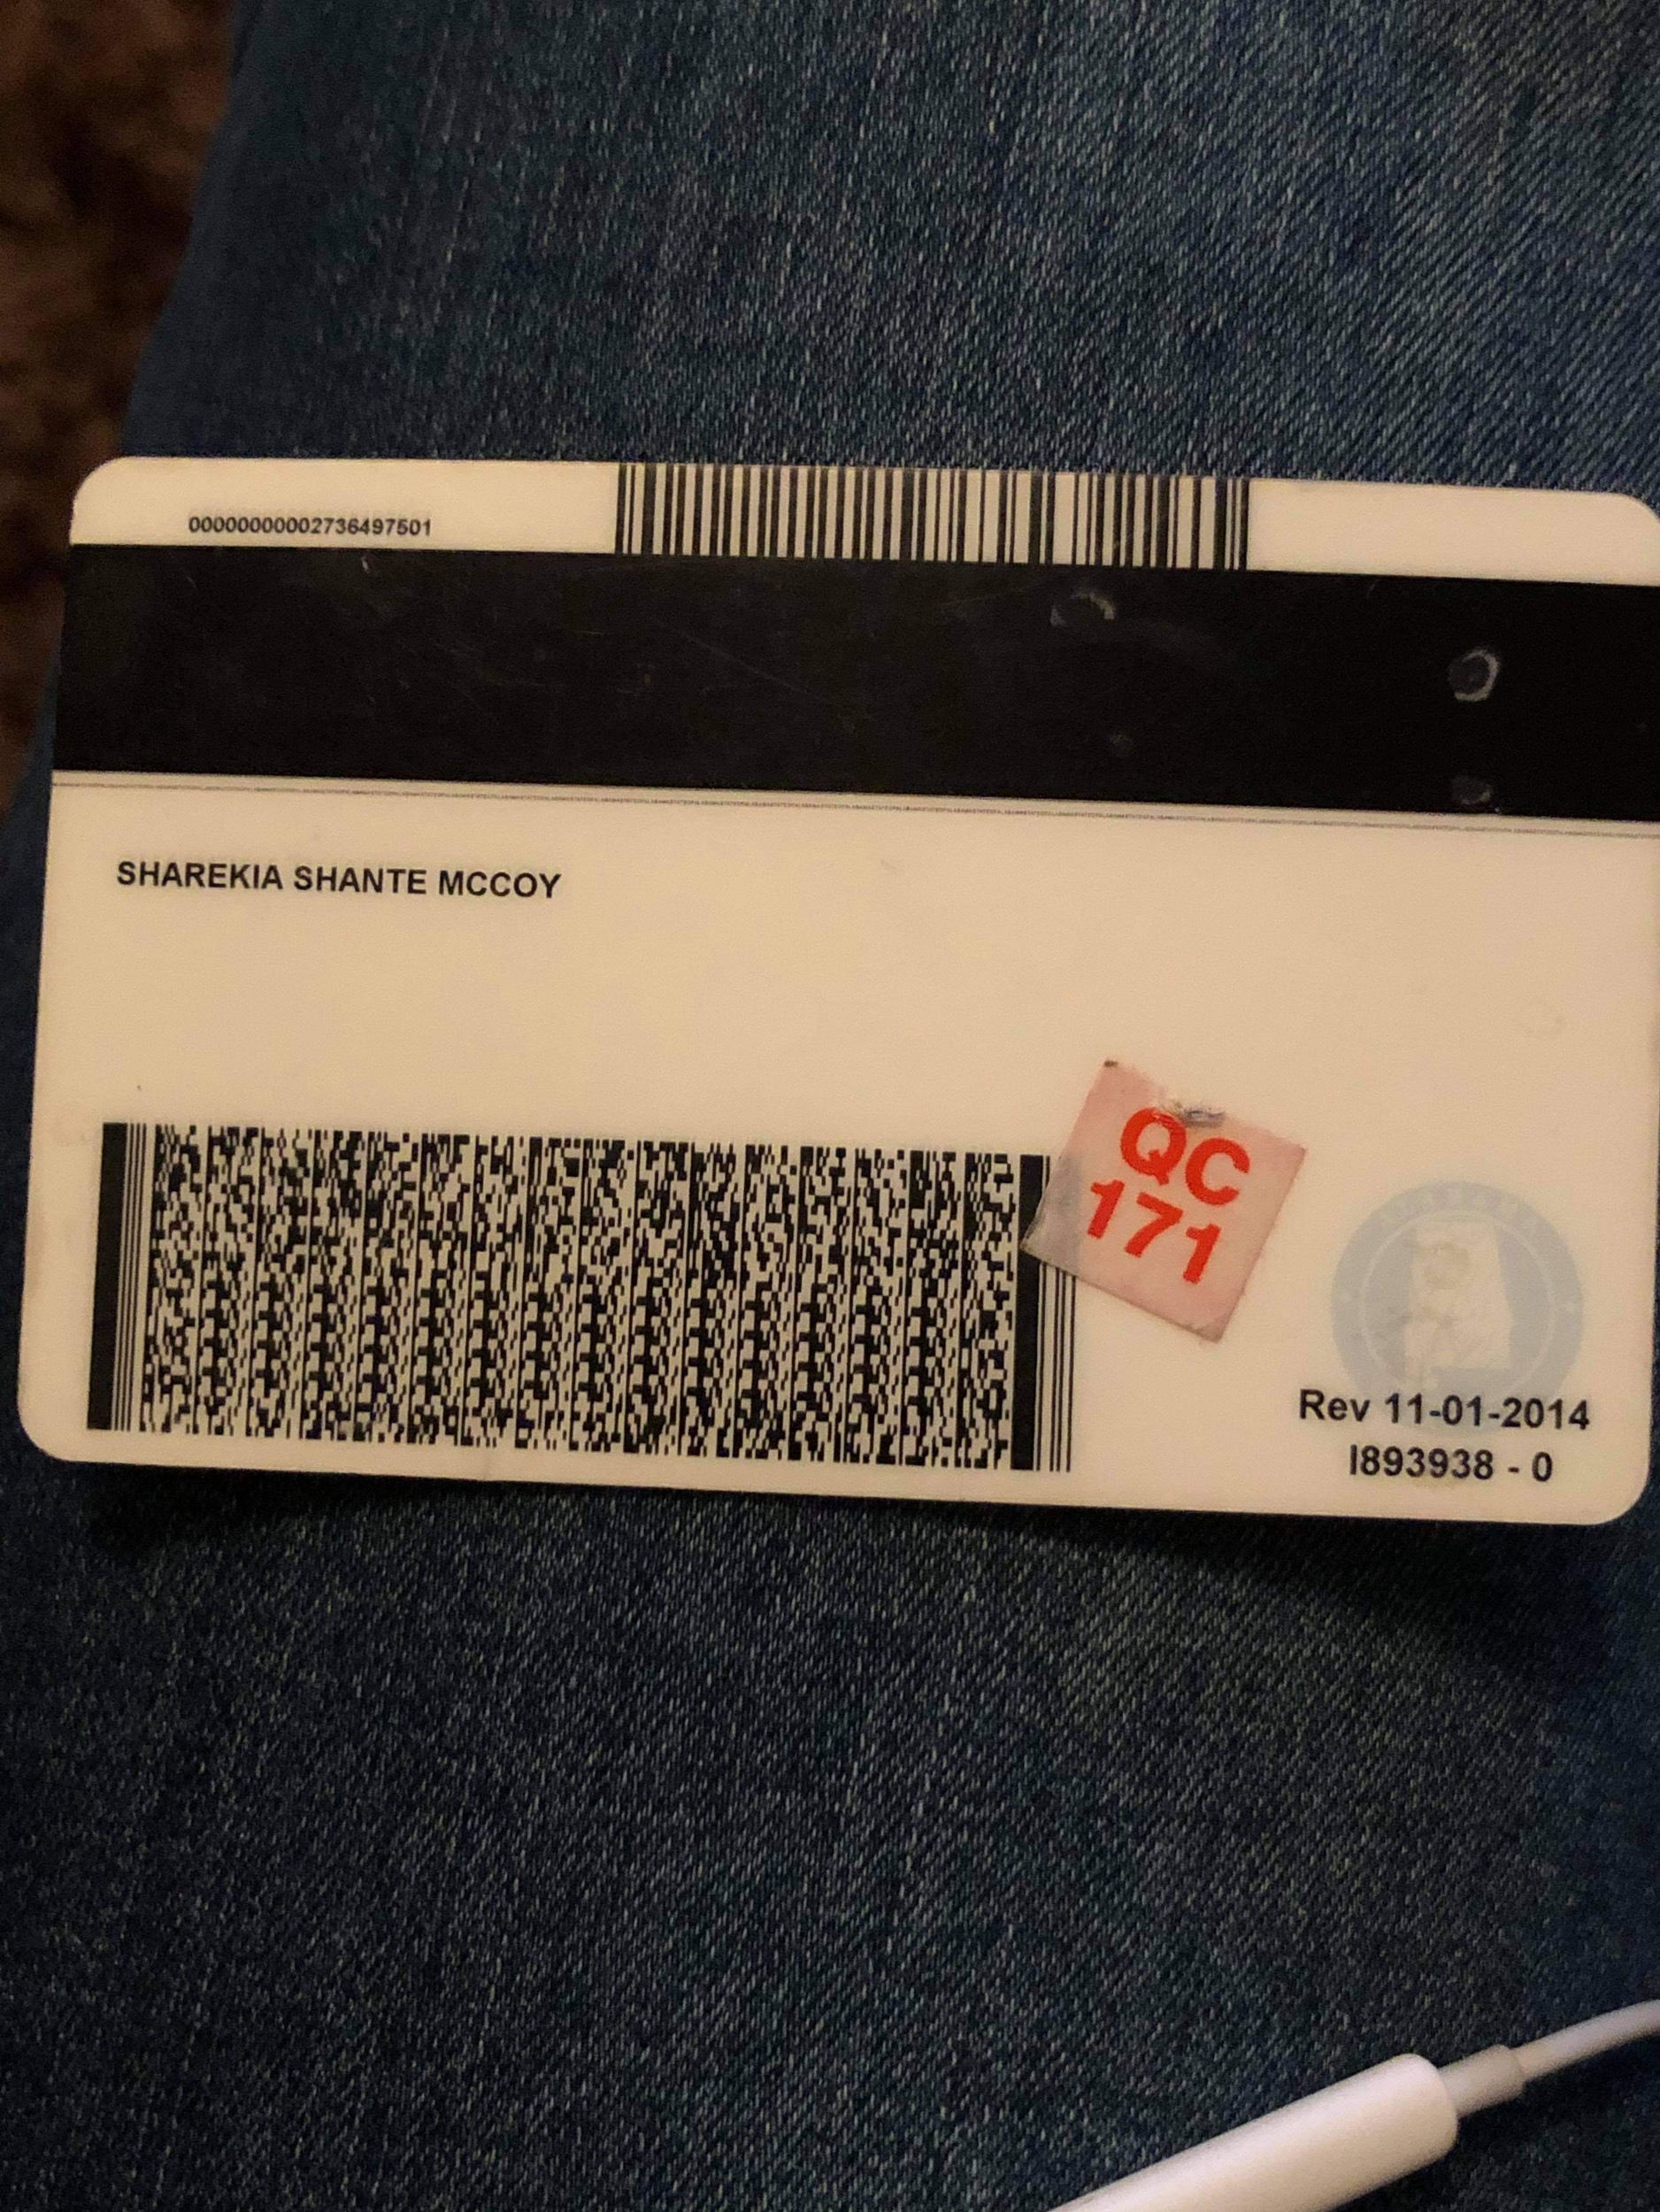 00000000002736497501
SHAREKIA SHANTE MCCOY
QC
171
Rev 11-01-2014
I893938 - 0